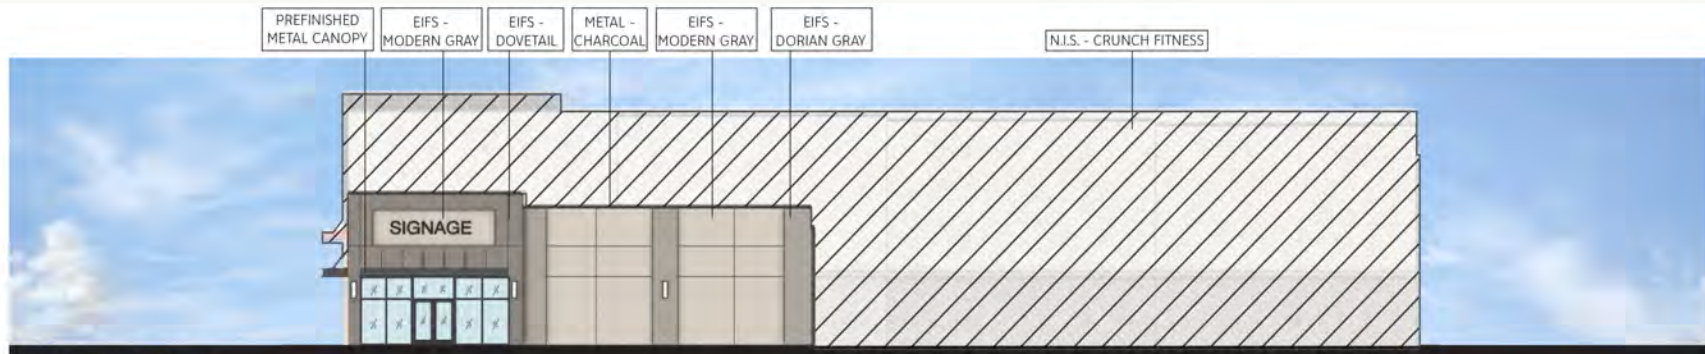 PREFINISHED
METAL CANOPY
EIFS -
MODERN GRAY
EIFS -
DOVETAIL
METAL -
CHARCOAL
EIFS -
MODERN GRAY
EIFS -
DORIAN GRAY
N.I.S. - CRUNCH FITNESS
SIGNAGE